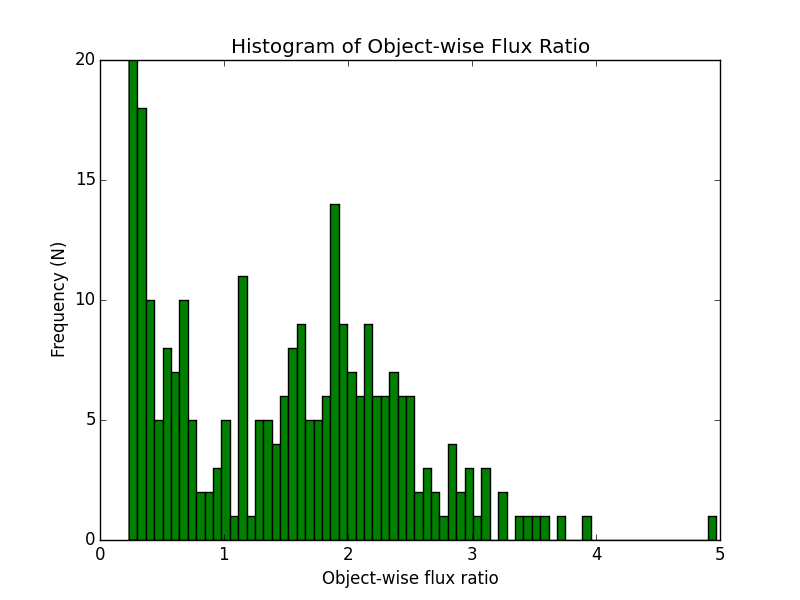 Histogram of Object-wise Flux Ratio
20
15
10
5
0
Frequency (N)
0 1 2 3 4 5
Object-wise flux ratio